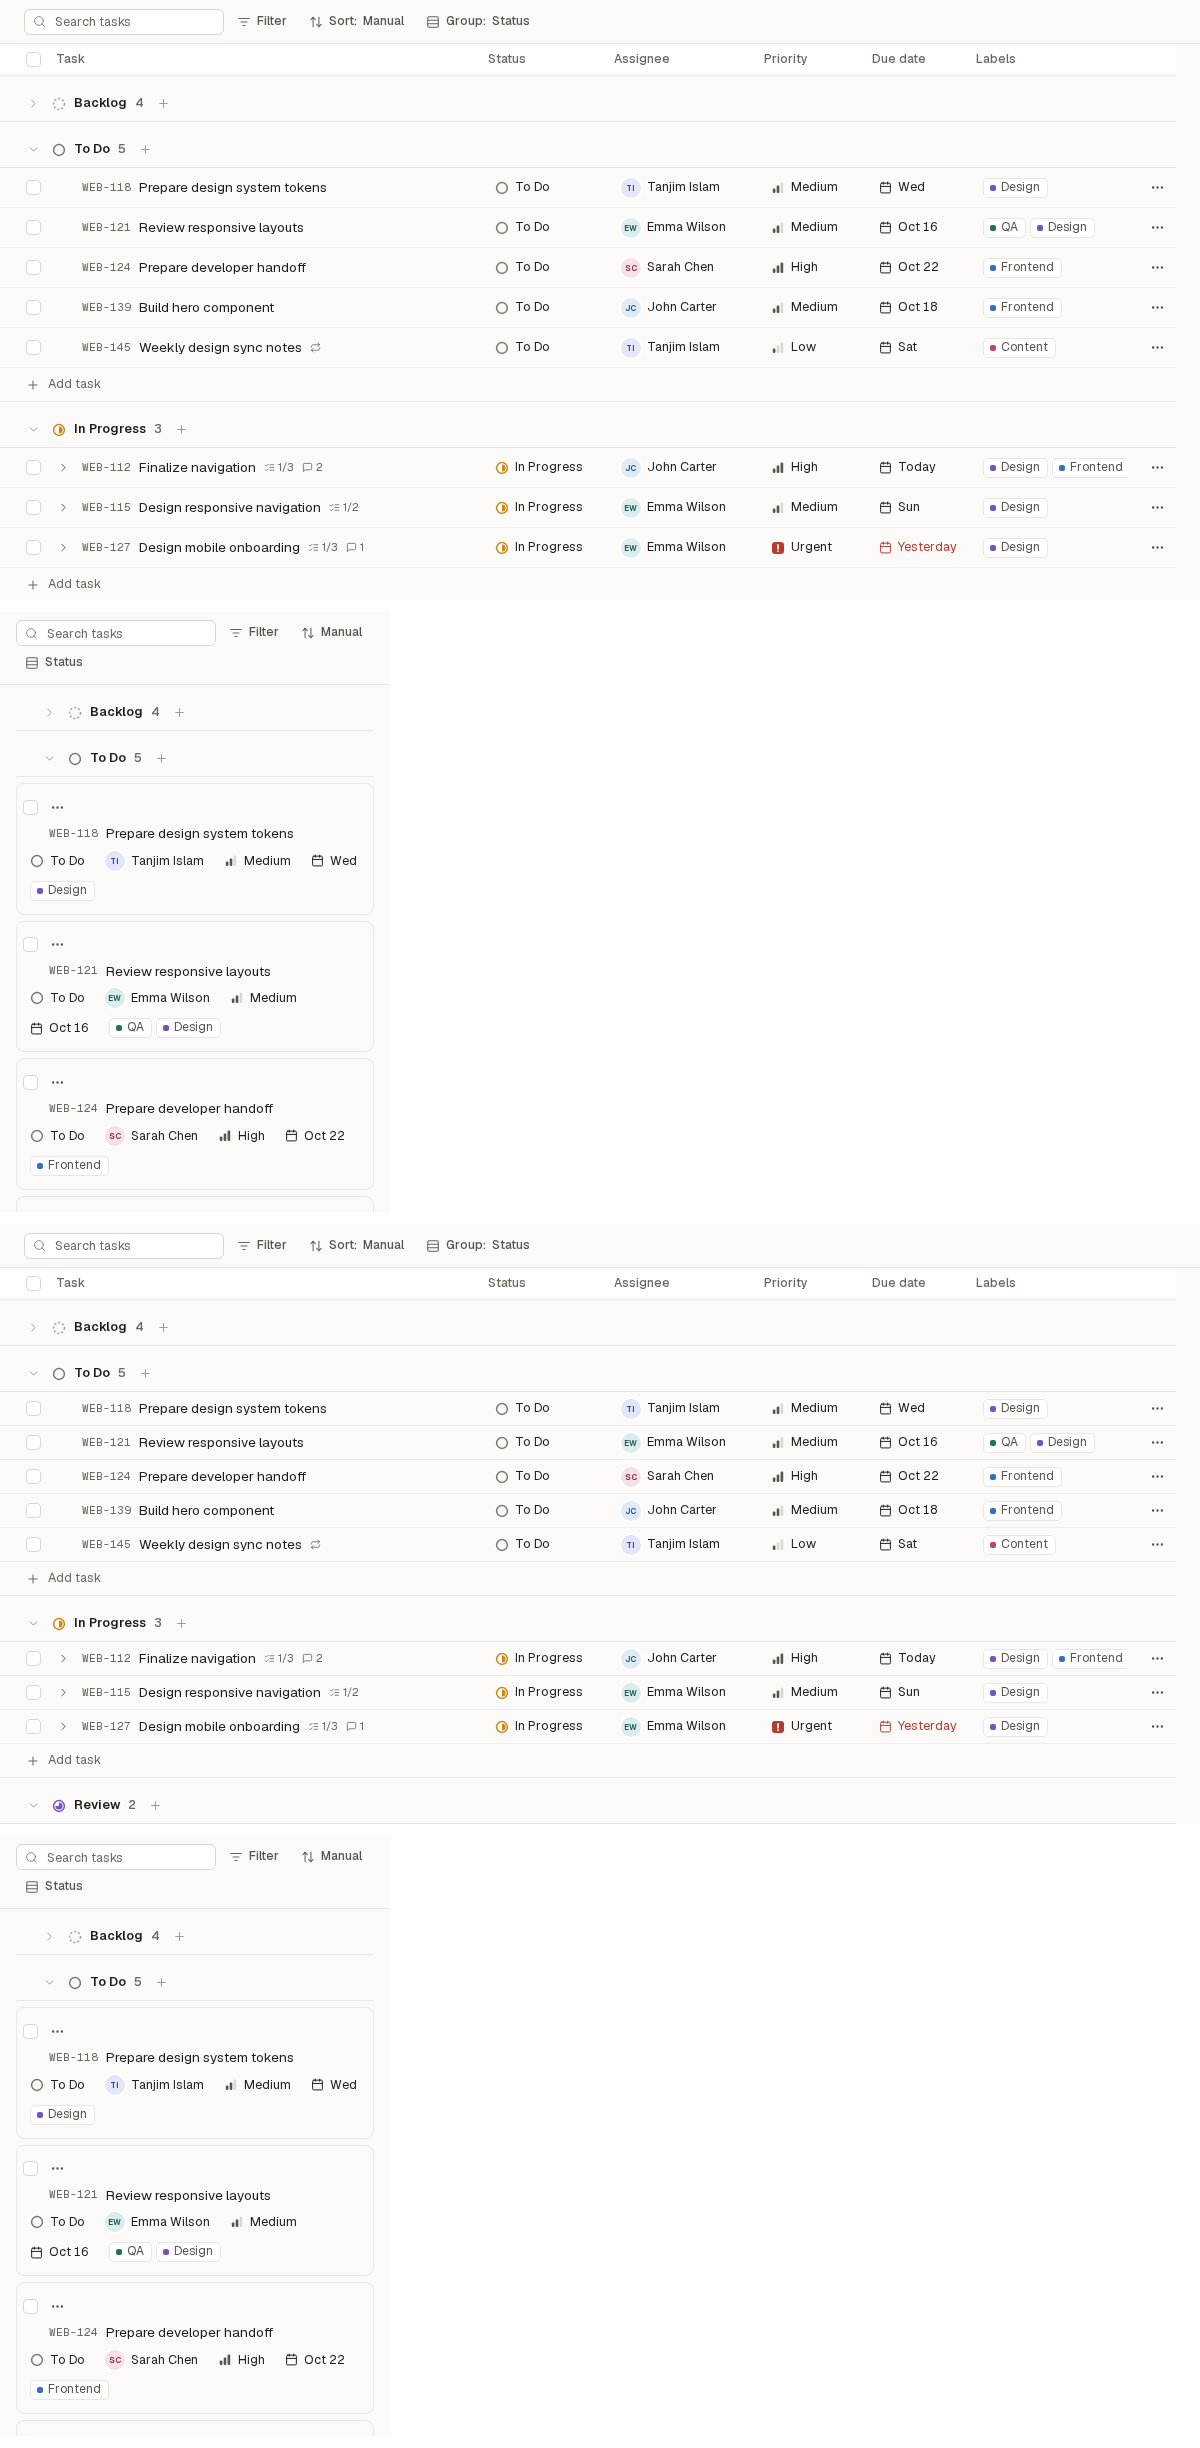 Search tasks Filter Sort: Manual Group: Status
Task Status Assignee Priority Due date Labels
Backlog 4
To Do 5
WEB-118 Prepare design system tokens To Do TI Tanjim Islam Medium Wed Design
WEB-121 Review responsive layouts To Do EW Emma Wilson Medium Oct 16 QA Design
WEB-124 Prepare developer handoff To Do SC Sarah Chen High Oct 22 Frontend
WEB-139 Build hero component To Do JC John Carter Medium Oct 18 Frontend
WEB-145 Weekly design sync notes To Do TI Tanjim Islam Low Sat Content
Add task
In Progress 3
WEB-112 Finalize navigation 1/3 2 In Progress JC John Carter High Today Design Frontend
WEB-115 Design responsive navigation 1/2 In Progress EW Emma Wilson Medium Sun Design
WEB-127 Design mobile onboarding 1/3 1 In Progress EW Emma Wilson Urgent Yesterday Design
Add task
Search tasks Filter Manual
Status
Backlog 4
To Do 5
WEB-118 Prepare design system tokens
To Do TI Tanjim Islam Medium Wed
Design
WEB-121 Review responsive layouts
To Do EW Emma Wilson Medium
Oct 16 QA Design
WEB-124 Prepare developer handoff
To Do SC Sarah Chen High Oct 22
Frontend
Search tasks Filter Sort: Manual Group: Status
Task Status Assignee Priority Due date Labels
Backlog 4
To Do 5
WEB-118 Prepare design system tokens To Do TI Tanjim Islam Medium Wed Design
WEB-121 Review responsive layouts To Do EW Emma Wilson Medium Oct 16 QA Design
WEB-124 Prepare developer handoff To Do SC Sarah Chen High Oct 22 Frontend
WEB-139 Build hero component To Do JC John Carter Medium Oct 18 Frontend
WEB-145 Weekly design sync notes To Do TI Tanjim Islam Low Sat Content
Add task
In Progress 3
WEB-112 Finalize navigation 1/3 2 In Progress JC John Carter High Today Design Frontend
WEB-115 Design responsive navigation 1/2 In Progress EW Emma Wilson Medium Sun Design
WEB-127 Design mobile onboarding 1/3 1 In Progress EW Emma Wilson Urgent Yesterday Design
Add task
Review 2
Search tasks Filter Manual
Status
Backlog 4
To Do 5
WEB-118 Prepare design system tokens
To Do TI Tanjim Islam Medium Wed
Design
WEB-121 Review responsive layouts
To Do EW Emma Wilson Medium
Oct 16 QA Design
WEB-124 Prepare developer handoff
To Do SC Sarah Chen High Oct 22
Frontend